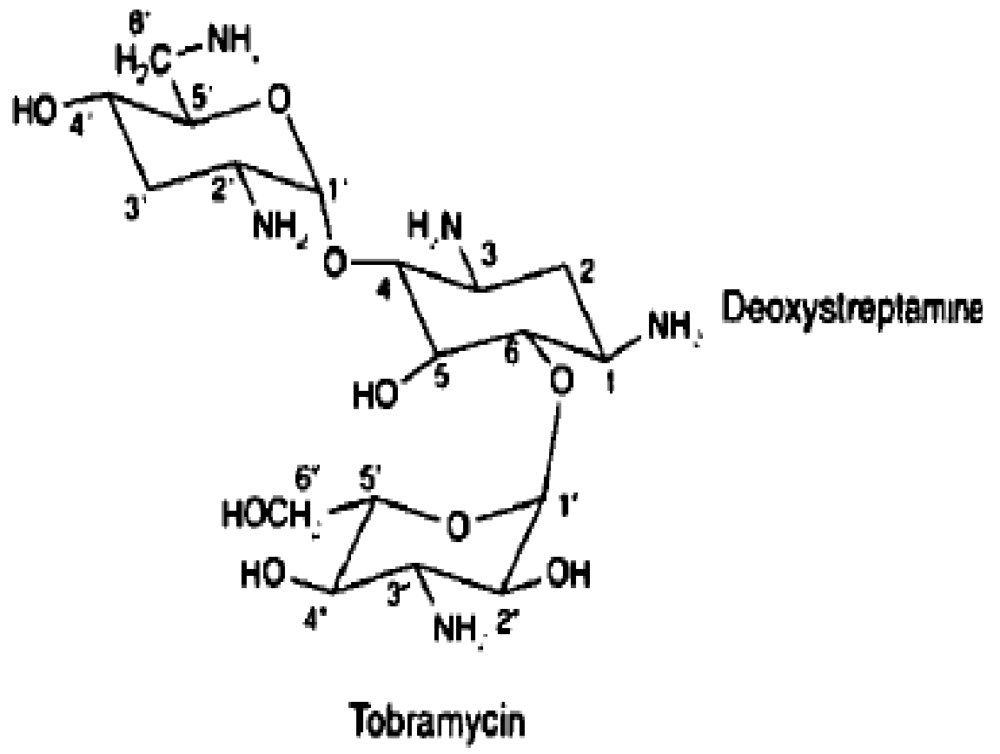 6'
H₂C NH₂
HO 4' 5' O
3' 2' 1'
NH₂
H₂N
O 4 3 2
NH₂ Deoxystreptamine
6
HO 5 O 1
6" 5' 1'
HOCH₂ O
HO OH
4" 3" 2"
NH₂
Tobramycin